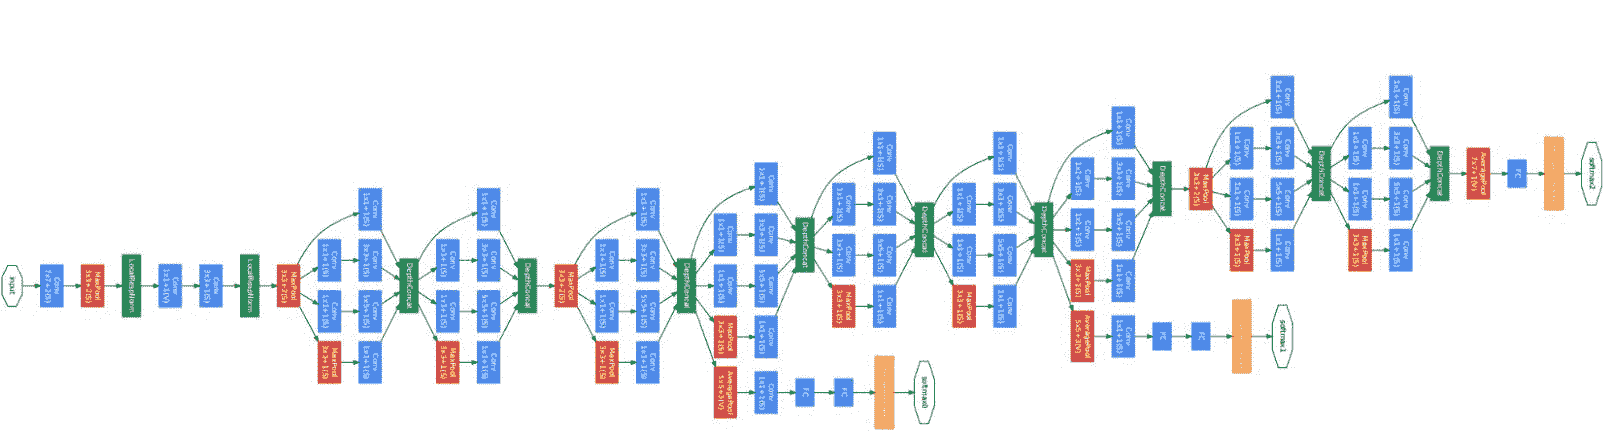 input
Conv
7x7+2(S)
MaxPool
3x3+2(S)
LocalRespNorm
Conv
1x1+1(V)
Conv
3x3+1(S)
LocalRespNorm
MaxPool
3x3+2(S)
Conv
1x1+1(S)
Conv
1x1+1(S)
Conv
1x1+1(S)
MaxPool
3x3+1(S)
Conv
3x3+1(S)
Conv
5x5+1(S)
Conv
1x1+1(S)
DepthConcat
Conv
1x1+1(S)
Conv
1x1+1(S)
Conv
1x1+1(S)
MaxPool
3x3+1(S)
Conv
3x3+1(S)
Conv
5x5+1(S)
Conv
1x1+1(S)
DepthConcat
MaxPool
3x3+2(S)
Conv
1x1+1(S)
Conv
1x1+1(S)
Conv
1x1+1(S)
MaxPool
3x3+1(S)
Conv
3x3+1(S)
Conv
5x5+1(S)
Conv
1x1+1(S)
DepthConcat
Conv
1x1+1(S)
Conv
1x1+1(S)
Conv
1x1+1(S)
MaxPool
3x3+1(S)
Conv
3x3+1(S)
Conv
5x5+1(S)
Conv
1x1+1(S)
AveragePool
5x5+3(V)
Conv
1x1+1(S)
FC
FC
softmax0
DepthConcat
Conv
1x1+1(S)
Conv
1x1+1(S)
Conv
1x1+1(S)
MaxPool
3x3+1(S)
Conv
3x3+1(S)
Conv
5x5+1(S)
Conv
1x1+1(S)
DepthConcat
Conv
1x1+1(S)
Conv
1x1+1(S)
Conv
1x1+1(S)
MaxPool
3x3+1(S)
Conv
3x3+1(S)
Conv
5x5+1(S)
Conv
1x1+1(S)
DepthConcat
Conv
1x1+1(S)
Conv
1x1+1(S)
Conv
1x1+1(S)
MaxPool
3x3+1(S)
Conv
3x3+1(S)
Conv
5x5+1(S)
Conv
1x1+1(S)
AveragePool
5x5+3(V)
Conv
1x1+1(S)
FC
FC
softmax1
DepthConcat
MaxPool
3x3+2(S)
Conv
1x1+1(S)
Conv
1x1+1(S)
Conv
1x1+1(S)
MaxPool
3x3+1(S)
Conv
3x3+1(S)
Conv
5x5+1(S)
Conv
1x1+1(S)
DepthConcat
Conv
1x1+1(S)
Conv
1x1+1(S)
Conv
1x1+1(S)
MaxPool
3x3+1(S)
Conv
3x3+1(S)
Conv
5x5+1(S)
Conv
1x1+1(S)
DepthConcat
AveragePool
7x7+1(V)
FC
softmax2